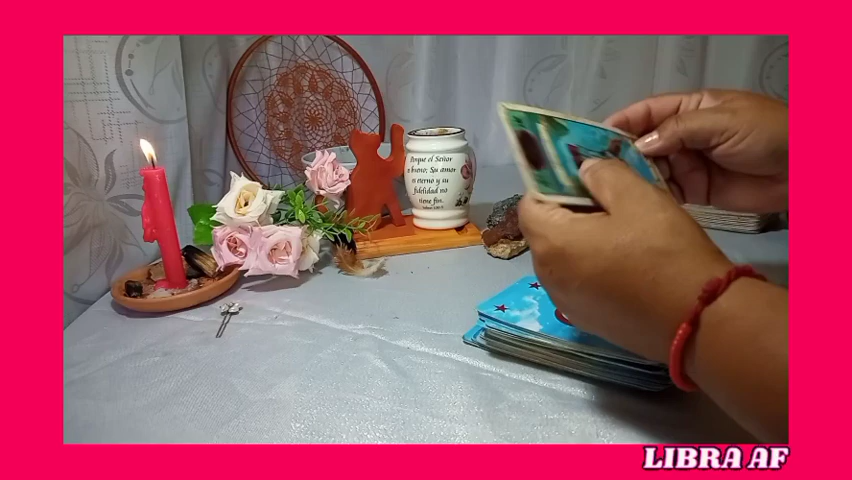 Porque el Señor
es bueno; Su amor
es eterno y su
fidelidad no
tiene fin.
LIBRA AF